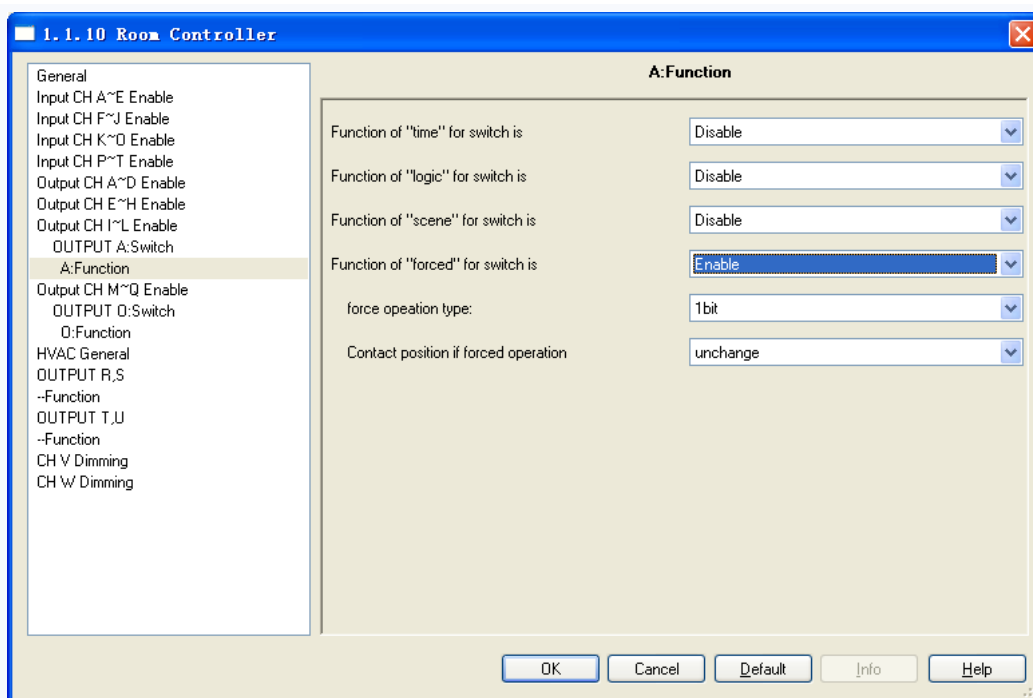 1.1.10 Room Controller
General
Input CH A~E Enable
Input CH F~J Enable
Input CH K~O Enable
Input CH P~T Enable
Output CH A~D Enable
Output CH E~H Enable
Output CH I~L Enable
OUTPUT A:Switch
A:Function
Output CH M~Q Enable
OUTPUT O:Switch
O:Function
HVAC General
OUTPUT R,S
--Function
OUTPUT T,U
--Function
CH V Dimming
CH W Dimming
A:Function
Function of "time" for switch is Disable
Function of "logic" for switch is Disable
Function of "scene" for switch is Disable
Function of "forced" for switch is Enable
force opeation type: 1bit
Contact position if forced operation unchange
OK Cancel Default Info Help